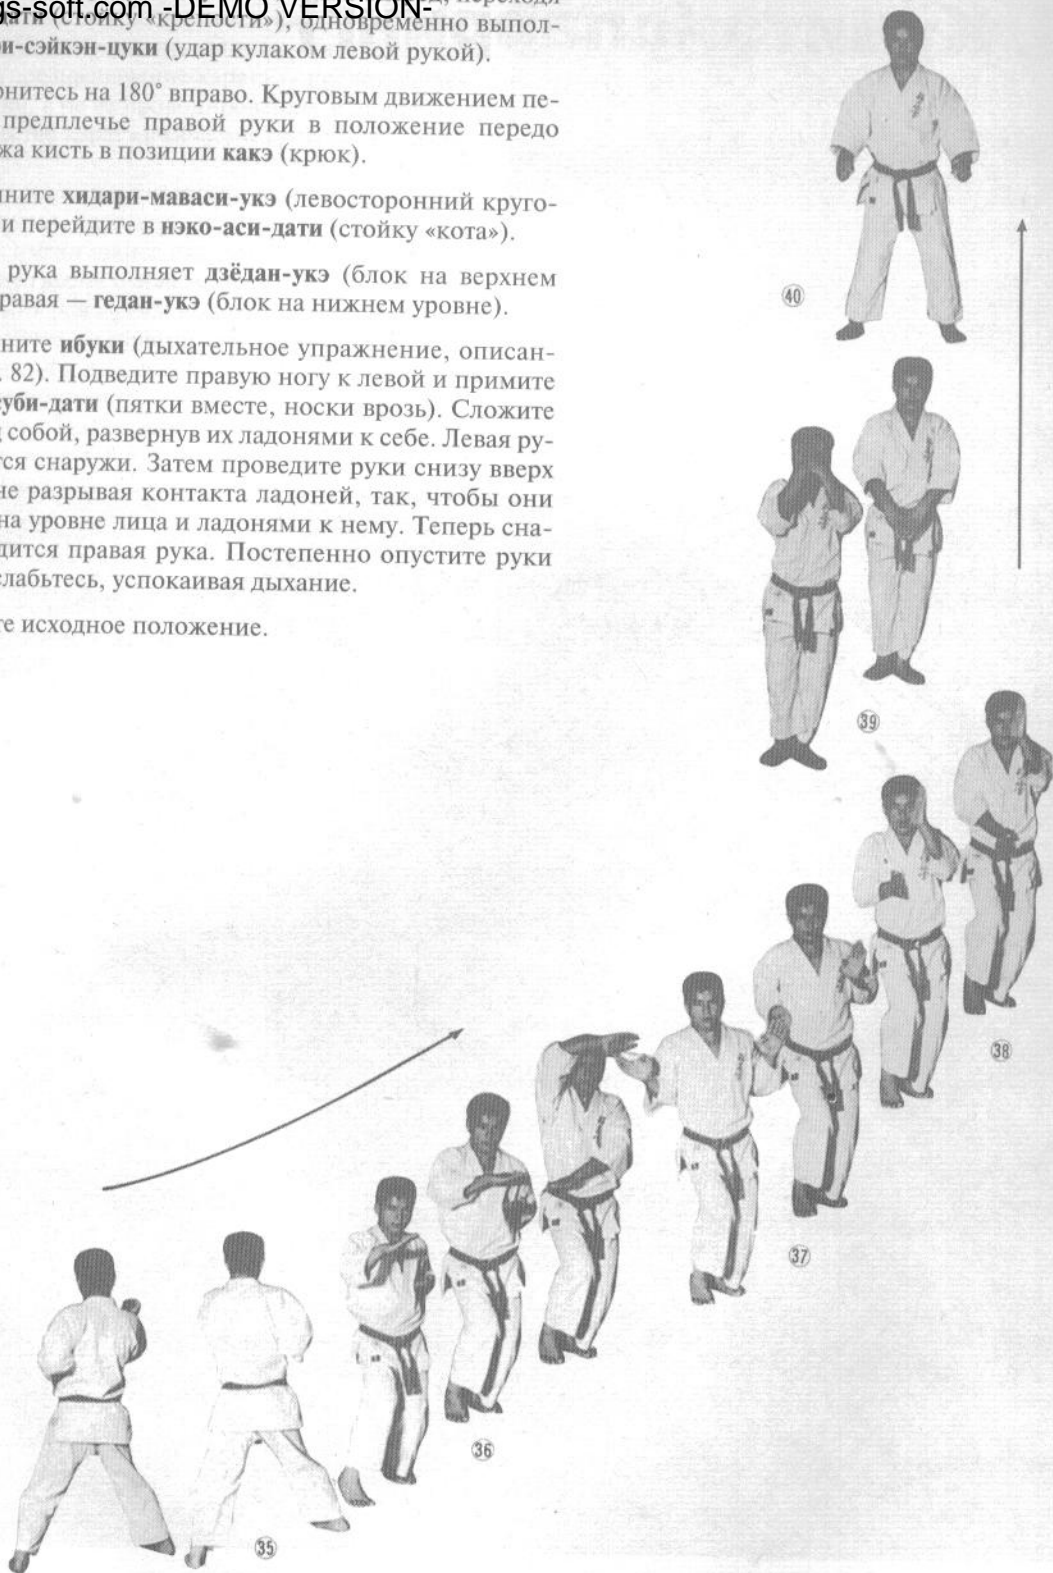 gs-soft.com -DEMO VERSION-
переходя
дати (стойку «крепости»), одновременно выпол-
ри-сэйкэн-цуки (удар кулаком левой рукой).
рнитесь на 180° вправо. Круговым движением пе-
предплечье правой руки в положение передо
жа кисть в позиции какэ (крюк).
лните хидари-маваси-укэ (левосторонний круго-
и перейдите в нэко-аси-дати (стойку «кота»).
рука выполняет дзёдан-укэ (блок на верхнем
равая — гедан-укэ (блок на нижнем уровне).
ните ибуки (дыхательное упражнение, описан-
. 82). Подведите правую ногу к левой и примите
суби-дати (пятки вместе, носки врозь). Сложите
д собой, развернув их ладонями к себе. Левая ру-
тся снаружи. Затем проведите руки снизу вверх
не разрывая контакта ладоней, так, чтобы они
на уровне лица и ладонями к нему. Теперь сна-
дится правая рука. Постепенно опустите руки
слабьтесь, успокаивая дыхание.
те исходное положение.
40
39
38
37
36
35